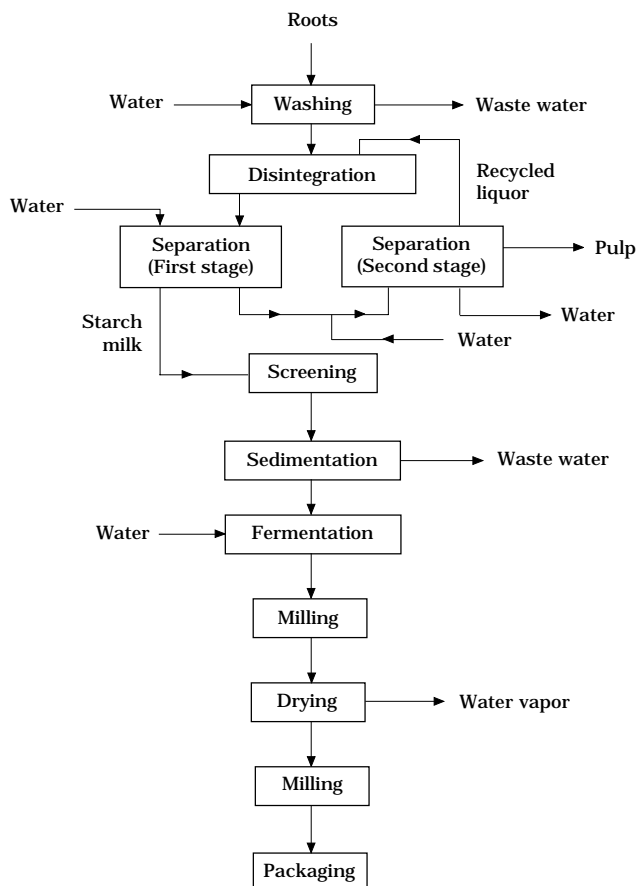 Roots
Water
Washing
Waste water
Disintegration
Recycled
liquor
Water
Separation
(First stage)
Separation
(Second stage)
Pulp
Starch
milk
Water
Water
Screening
Sedimentation
Waste water
Water
Fermentation
Milling
Drying
Water vapor
Milling
Packaging